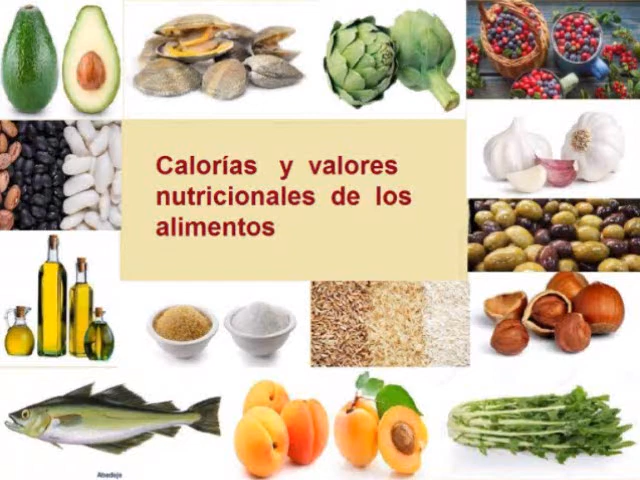 Calorías y valores
nutricionales de los
alimentos
Abadejo